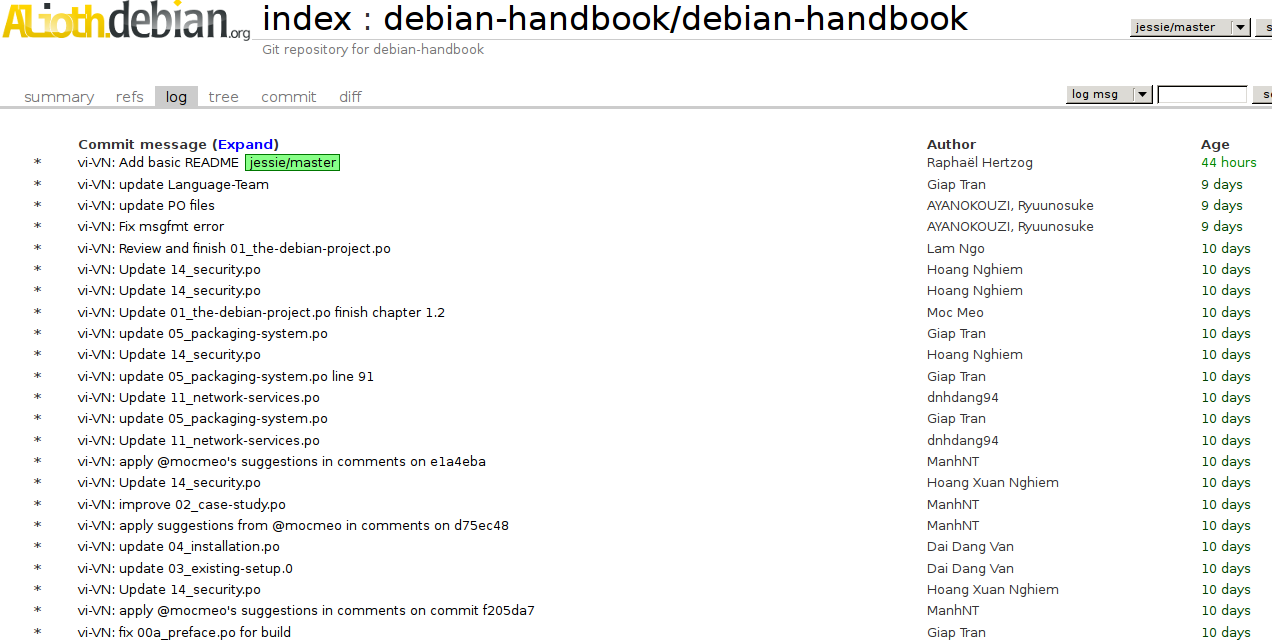 ALioth.debian.org index : debian-handbook/debian-handbook jessie/master s
Git repository for debian-handbook
summary refs log tree commit diff log msg se
Commit message (Expand) Author Age
* vi-VN: Add basic README jessie/master Raphaël Hertzog 44 hours
* vi-VN: update Language-Team Giap Tran 9 days
* vi-VN: update PO files AYANOKOUZI, Ryuunosuke 9 days
* vi-VN: Fix msgfmt error AYANOKOUZI, Ryuunosuke 9 days
* vi-VN: Review and finish 01_the-debian-project.po Lam Ngo 10 days
* vi-VN: Update 14_security.po Hoang Nghiem 10 days
* vi-VN: Update 14_security.po Hoang Nghiem 10 days
* vi-VN: Update 01_the-debian-project.po finish chapter 1.2 Moc Meo 10 days
* vi-VN: update 05_packaging-system.po Giap Tran 10 days
* vi-VN: Update 14_security.po Hoang Nghiem 10 days
* vi-VN: update 05_packaging-system.po line 91 Giap Tran 10 days
* vi-VN: Update 11_network-services.po dnhdang94 10 days
* vi-VN: update 05_packaging-system.po Giap Tran 10 days
* vi-VN: Update 11_network-services.po dnhdang94 10 days
* vi-VN: apply @mocmeo's suggestions in comments on e1a4eba ManhNT 10 days
* vi-VN: Update 14_security.po Hoang Xuan Nghiem 10 days
* vi-VN: improve 02_case-study.po ManhNT 10 days
* vi-VN: apply suggestions from @mocmeo in comments on d75ec48 ManhNT 10 days
* vi-VN: update 04_installation.po Dai Dang Van 10 days
* vi-VN: update 03_existing-setup.0 Dai Dang Van 10 days
* vi-VN: Update 14_security.po Hoang Xuan Nghiem 10 days
* vi-VN: apply @mocmeo's suggestions in comments on commit f205da7 ManhNT 10 days
* vi-VN: fix 00a_preface.po for build Giap Tran 10 days